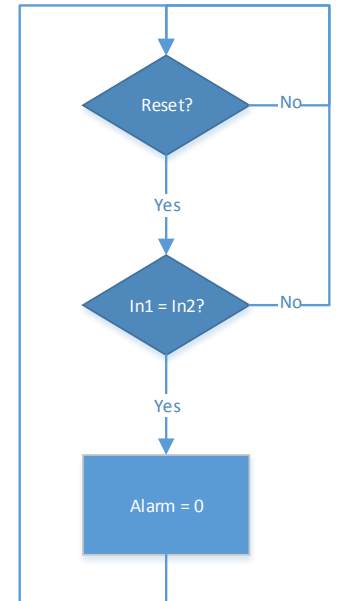 Reset?
No
Yes
In1 = In2?
No
Yes
Alarm = 0